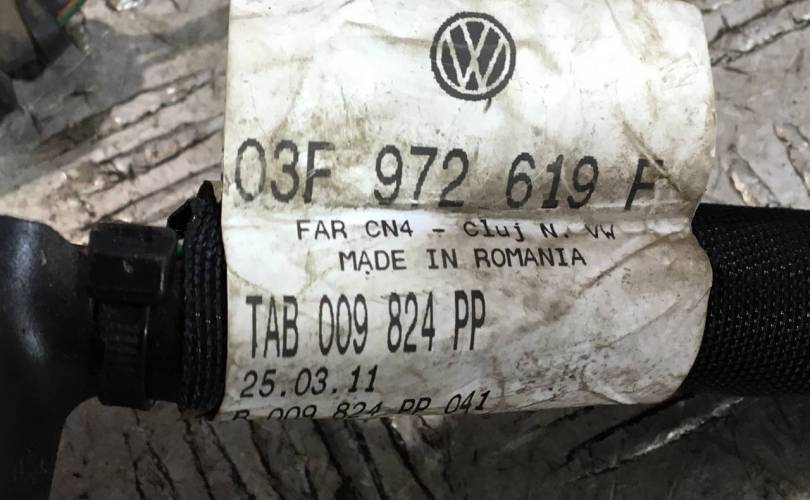 03F 972 619 F
FAR CN4 - Cluj N. VW
MADE IN ROMANIA
TAB 009 824 PP
25.03.11
B 009 824 PP 041